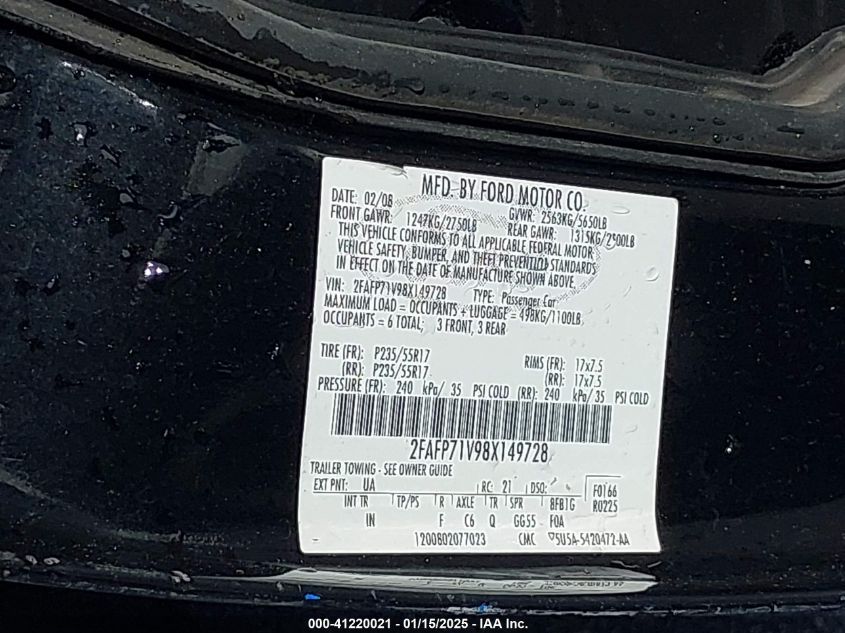 MFD. BY FORD MOTOR CO.
DATE: 02/08 GVWR: 2563KG/5650LB
FRONT GAWR: 1247KG/2750LB REAR GAWR: 1315KG/2900LB
THIS VEHICLE CONFORMS TO ALL APPLICABLE FEDERAL MOTOR
VEHICLE SAFETY, BUMPER, AND THEFT PREVENTION STANDARDS
IN EFFECT ON THE DATE OF MANUFACTURE SHOWN ABOVE.
VIN: 2FAFP71V98X149728 TYPE: Passenger Car
MAXIMUM LOAD = OCCUPANTS + LUGGAGE = 498KG/1100LB
OCCUPANTS = 6 TOTAL; 3 FRONT, 3 REAR
TIRE (FR): P235/55R17 RIMS (FR): 17x7.5
(RR): P235/55R17 (RR): 17x7.5
PRESSURE (FR): 240 kPa/ 35 PSI COLD (RR): 240 kPa/ 35 PSI COLD
2FAFP71V98X149728
TRAILER TOWING - SEE OWNER GUIDE
EXT PNT: UA RC: 21 DSO: F0166
INT TR TP/PS R AXLE TR SPR BFB1G R0225
IN F C6 Q GG55 FOA
1200802077023 CMC 5U5A-5420472-AA
000-41220021 - 01/15/2025 - IAA Inc.